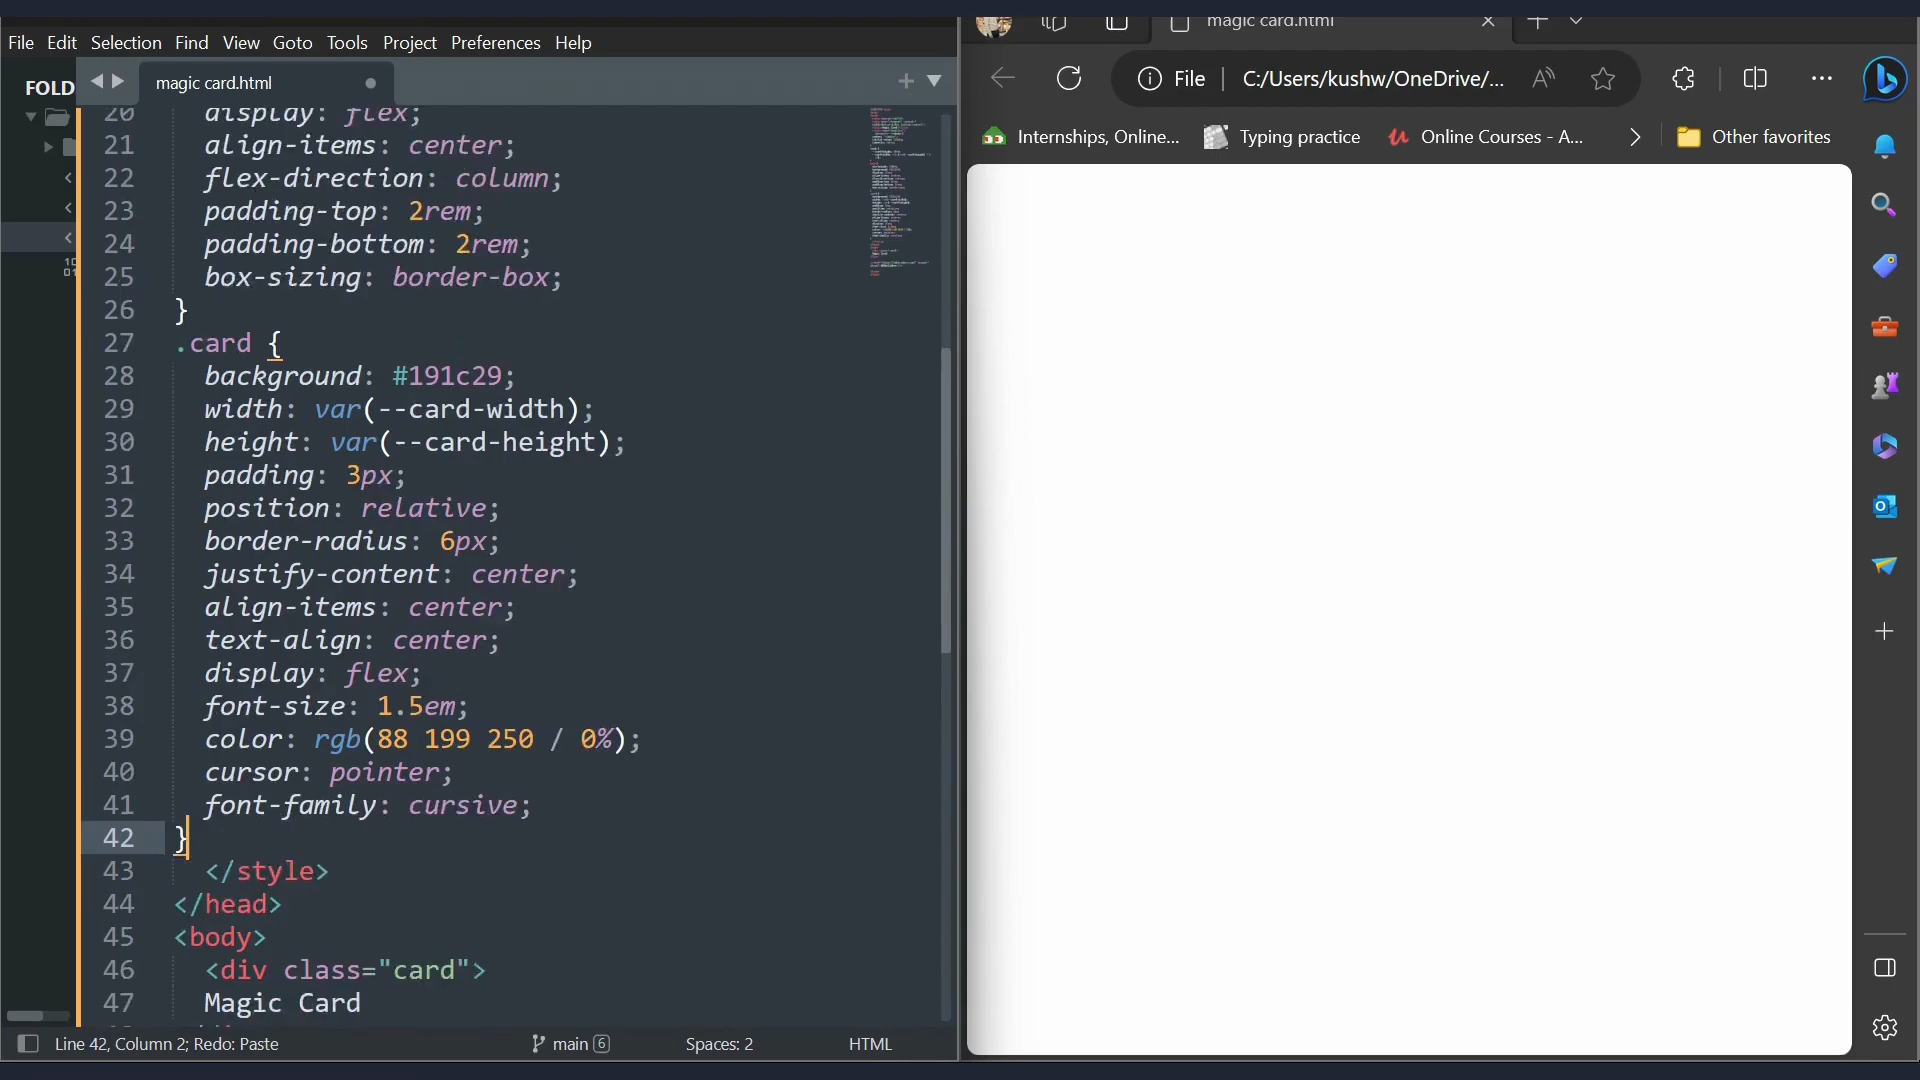 File Edit Selection Find View Goto Tools Project Preferences Help
FOLD
magic card.html
20 display: flex;
21 align-items: center;
22 flex-direction: column;
23 padding-top: 2rem;
24 padding-bottom: 2rem;
25 box-sizing: border-box;
26 }
27 .card {
28 background: #191c29;
29 width: var(--card-width);
30 height: var(--card-height);
31 padding: 3px;
32 position: relative;
33 border-radius: 6px;
34 justify-content: center;
35 align-items: center;
36 text-align: center;
37 display: flex;
38 font-size: 1.5em;
39 color: rgb(88 199 250 / 0%);
40 cursor: pointer;
41 font-family: cursive;
42 }
43 </style>
44 </head>
45 <body>
46 <div class="card">
47 Magic Card
Line 42, Column 2; Redo: Paste
main 6
Spaces: 2
HTML
magic card.html
File C:/Users/kushw/OneDrive/...
Internships, Online... Typing practice Online Courses - A... Other favorites